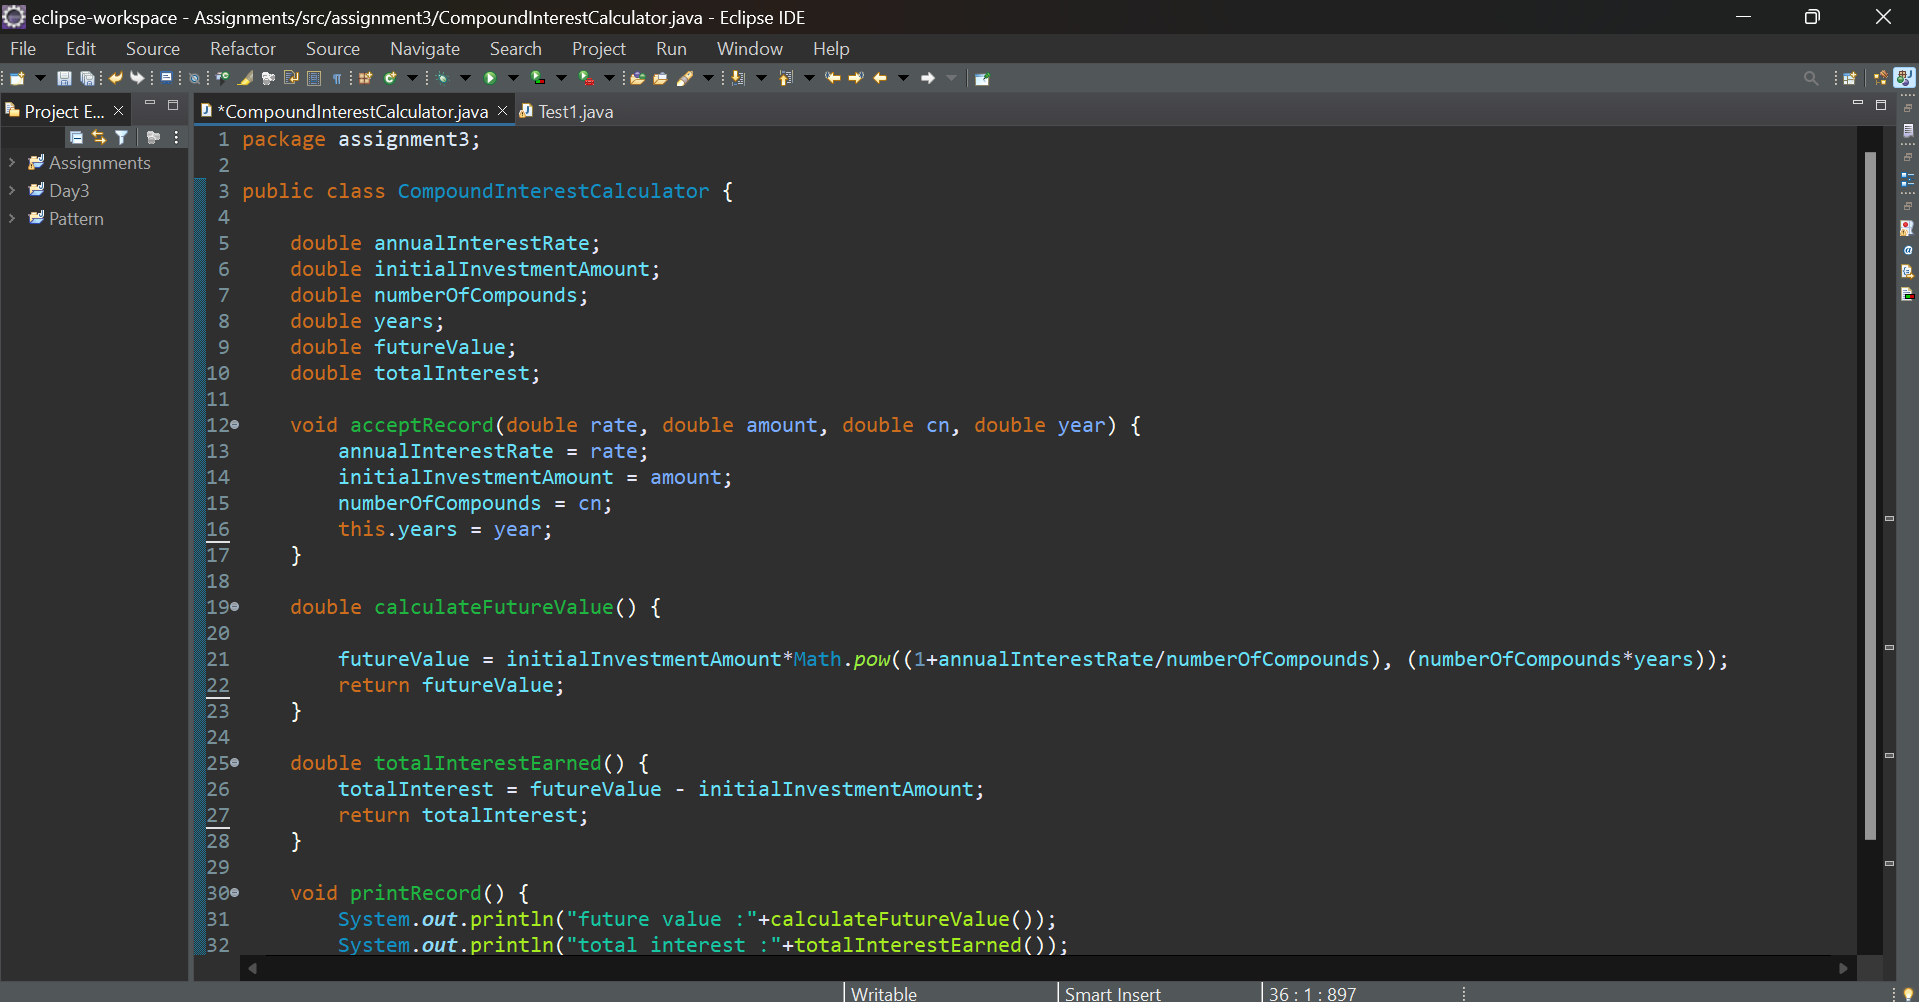 eclipse-workspace - Assignments/src/assignment3/CompoundInterestCalculator.java - Eclipse IDE
File Edit Source Refactor Source Navigate Search Project Run Window Help
Project E...
Assignments
Day3
Pattern
*CompoundInterestCalculator.java Test1.java
1 package assignment3;
2
3 public class CompoundInterestCalculator {
4
5     double annualInterestRate;
6     double initialInvestmentAmount;
7     double numberOfCompounds;
8     double years;
9     double futureValue;
10     double totalInterest;
11
12     void acceptRecord(double rate, double amount, double cn, double year) {
13         annualInterestRate = rate;
14         initialInvestmentAmount = amount;
15         numberOfCompounds = cn;
16         this.years = year;
17     }
18
19     double calculateFutureValue() {
20
21         futureValue = initialInvestmentAmount*Math.pow((1+annualInterestRate/numberOfCompounds), (numberOfCompounds*years));
22         return futureValue;
23     }
24
25     double totalInterestEarned() {
26         totalInterest = futureValue - initialInvestmentAmount;
27         return totalInterest;
28     }
29
30     void printRecord() {
31         System.out.println("future value :"+calculateFutureValue());
32         System.out.println("total interest :"+totalInterestEarned());
Writable Smart Insert 36 : 1 : 897